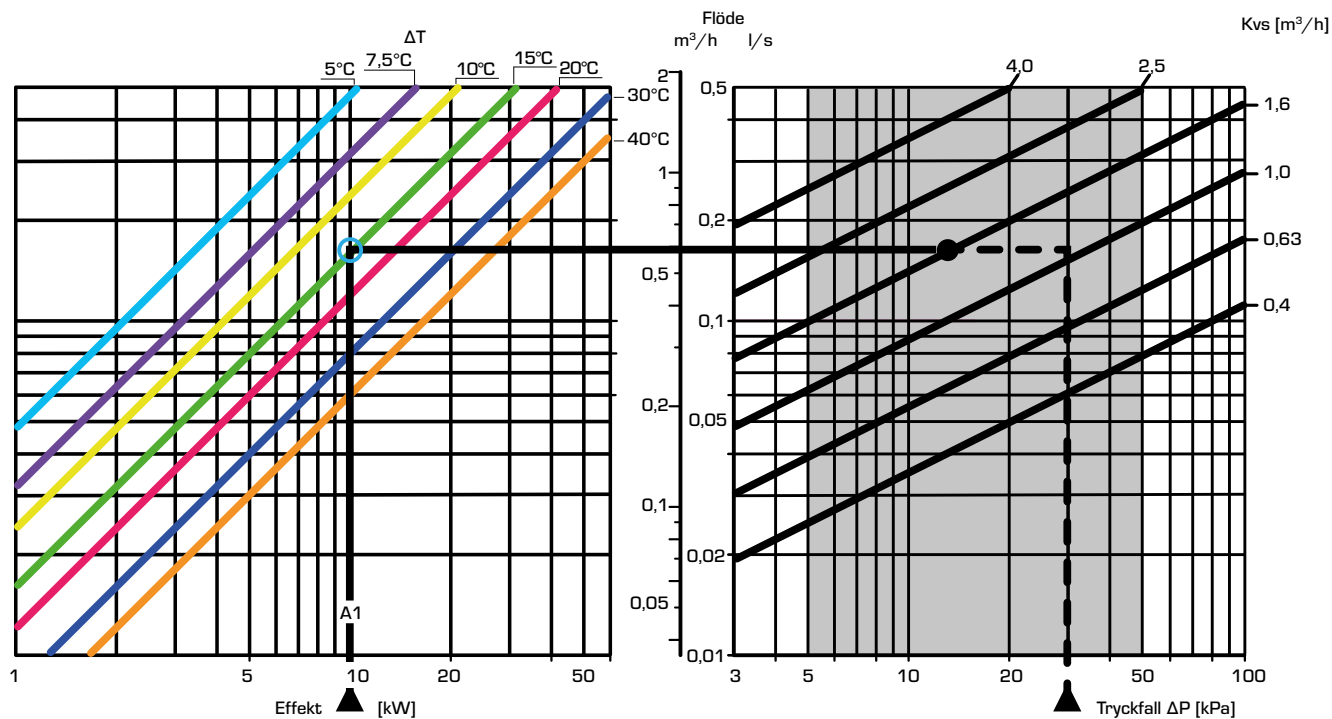 ΔT
5°C
7,5°C
10°C
15°C
20°C
30°C
40°C
1
5
10
20
50
Effekt
[kW]
A1
Flöde
m³/h l/s
2
1
0,5
0,2
0,1
0,05
0,5
0,2
0,1
0,05
0,02
0,01
Kvs [m³/h]
4,0
2,5
1,6
1,0
0,63
0,4
3
5
10
20
30
50
100
Tryckfall ΔP [kPa]